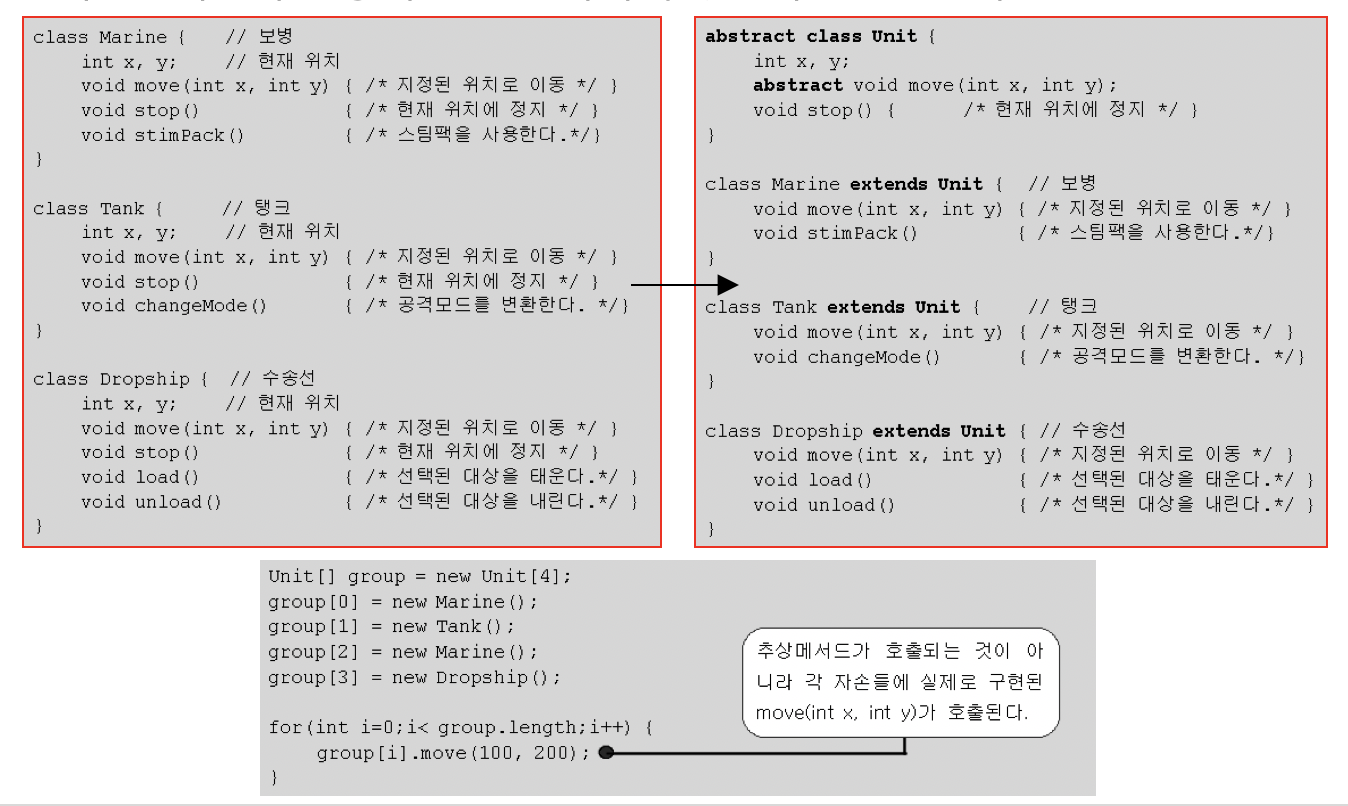 class Marine {    // 보병
    int x, y;    // 현재 위치
    void move(int x, int y) { /* 지정된 위치로 이동 */ }
    void stop()             { /* 현재 위치에 정지 */ }
    void stimPack()         { /* 스팀팩을 사용한다.*/}
}
class Tank {      // 탱크
    int x, y;    // 현재 위치
    void move(int x, int y) { /* 지정된 위치로 이동 */ }
    void stop()             { /* 현재 위치에 정지 */ }
    void changeMode()       { /* 공격모드를 변환한다. */}
}
class Dropship {  // 수송선
    int x, y;    // 현재 위치
    void move(int x, int y) { /* 지정된 위치로 이동 */ }
    void stop()             { /* 현재 위치에 정지 */ }
    void load()             { /* 선택된 대상을 태운다.*/ }
    void unload()           { /* 선택된 대상을 내린다.*/ }
}
abstract class Unit {
    int x, y;
    abstract void move(int x, int y);
    void stop() {      /* 현재 위치에 정지 */ }
}
class Marine extends Unit {  // 보병
    void move(int x, int y) { /* 지정된 위치로 이동 */ }
    void stimPack()         { /* 스팀팩을 사용한다.*/}
}
class Tank extends Unit {    // 탱크
    void move(int x, int y) { /* 지정된 위치로 이동 */ }
    void changeMode()       { /* 공격모드를 변환한다. */}
}
class Dropship extends Unit { // 수송선
    void move(int x, int y) { /* 지정된 위치로 이동 */ }
    void load()             { /* 선택된 대상을 태운다.*/ }
    void unload()           { /* 선택된 대상을 내린다.*/ }
}
Unit[] group = new Unit[4];
group[0] = new Marine();
group[1] = new Tank();
group[2] = new Marine();
group[3] = new Dropship();
for(int i=0;i< group.length;i++) {
    group[i].move(100, 200);
}
추상메서드가 호출되는 것이 아
니라 각 자손들에 실제로 구현된
move(int x, int y)가 호출된다.